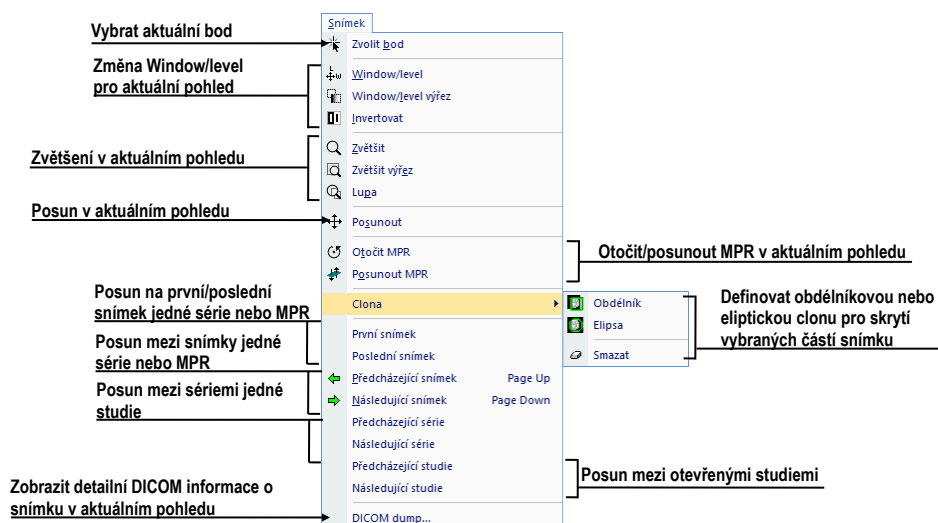 Snímek
Vybrat aktuální bod
Zvolit bod
Změna Window/level
pro aktuální pohled
Window/level
Window/level výřez
Invertovat
Zvětšení v aktuálním pohledu
Zvětšit
Zvětšit výřez
Lupa
Posun v aktuálním pohledu
Posunout
Otočit MPR
Posunout MPR
Otočit/posunout MPR v aktuálním pohledu
Posun na první/poslední
snímek jedné série nebo MPR
Clona
Obdélník
Elipsa
Smazat
Definovat obdélníkovou nebo
eliptickou clonu pro skrytí
vybraných částí snímku
Posun mezi snímky jedné
série nebo MPR
První snímek
Poslední snímek
Předcházející snímek Page Up
Následující snímek Page Down
Posun mezi sériemi jedné
studie
Předcházející série
Následující série
Předcházející studie
Následující studie
Posun mezi otevřenými studiemi
Zobrazit detailní DICOM informace o
snímku v aktuálním pohledu
DICOM dump...